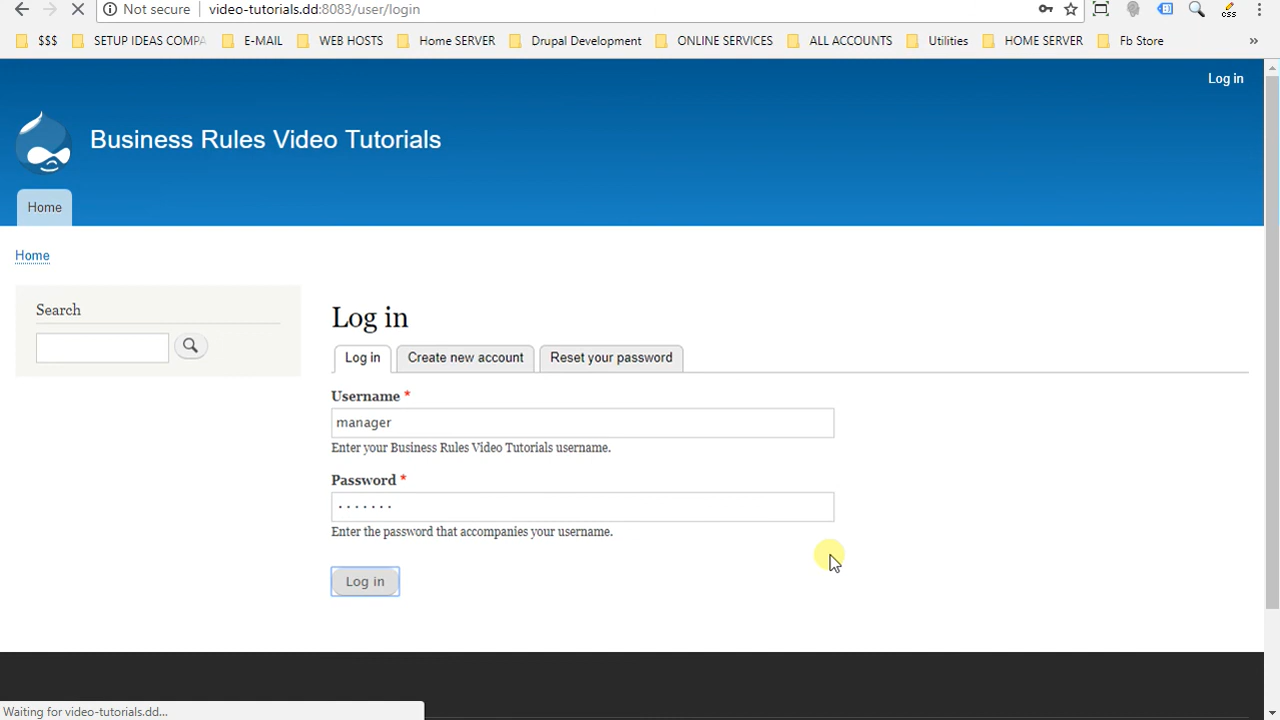 Not secure video-tutorials.dd:8083/user/login
$$$ SETUP IDEAS COMPA E-MAIL WEB HOSTS Home SERVER Drupal Development ONLINE SERVICES ALL ACCOUNTS Utilities HOME SERVER Fb Store »
Log in
Business Rules Video Tutorials
Home
Home
Search
Log in
Log in Create new account Reset your password
Username *
manager
Enter your Business Rules Video Tutorials username.
Password *
·······
Enter the password that accompanies your username.
Log in
Waiting for video-tutorials.dd...